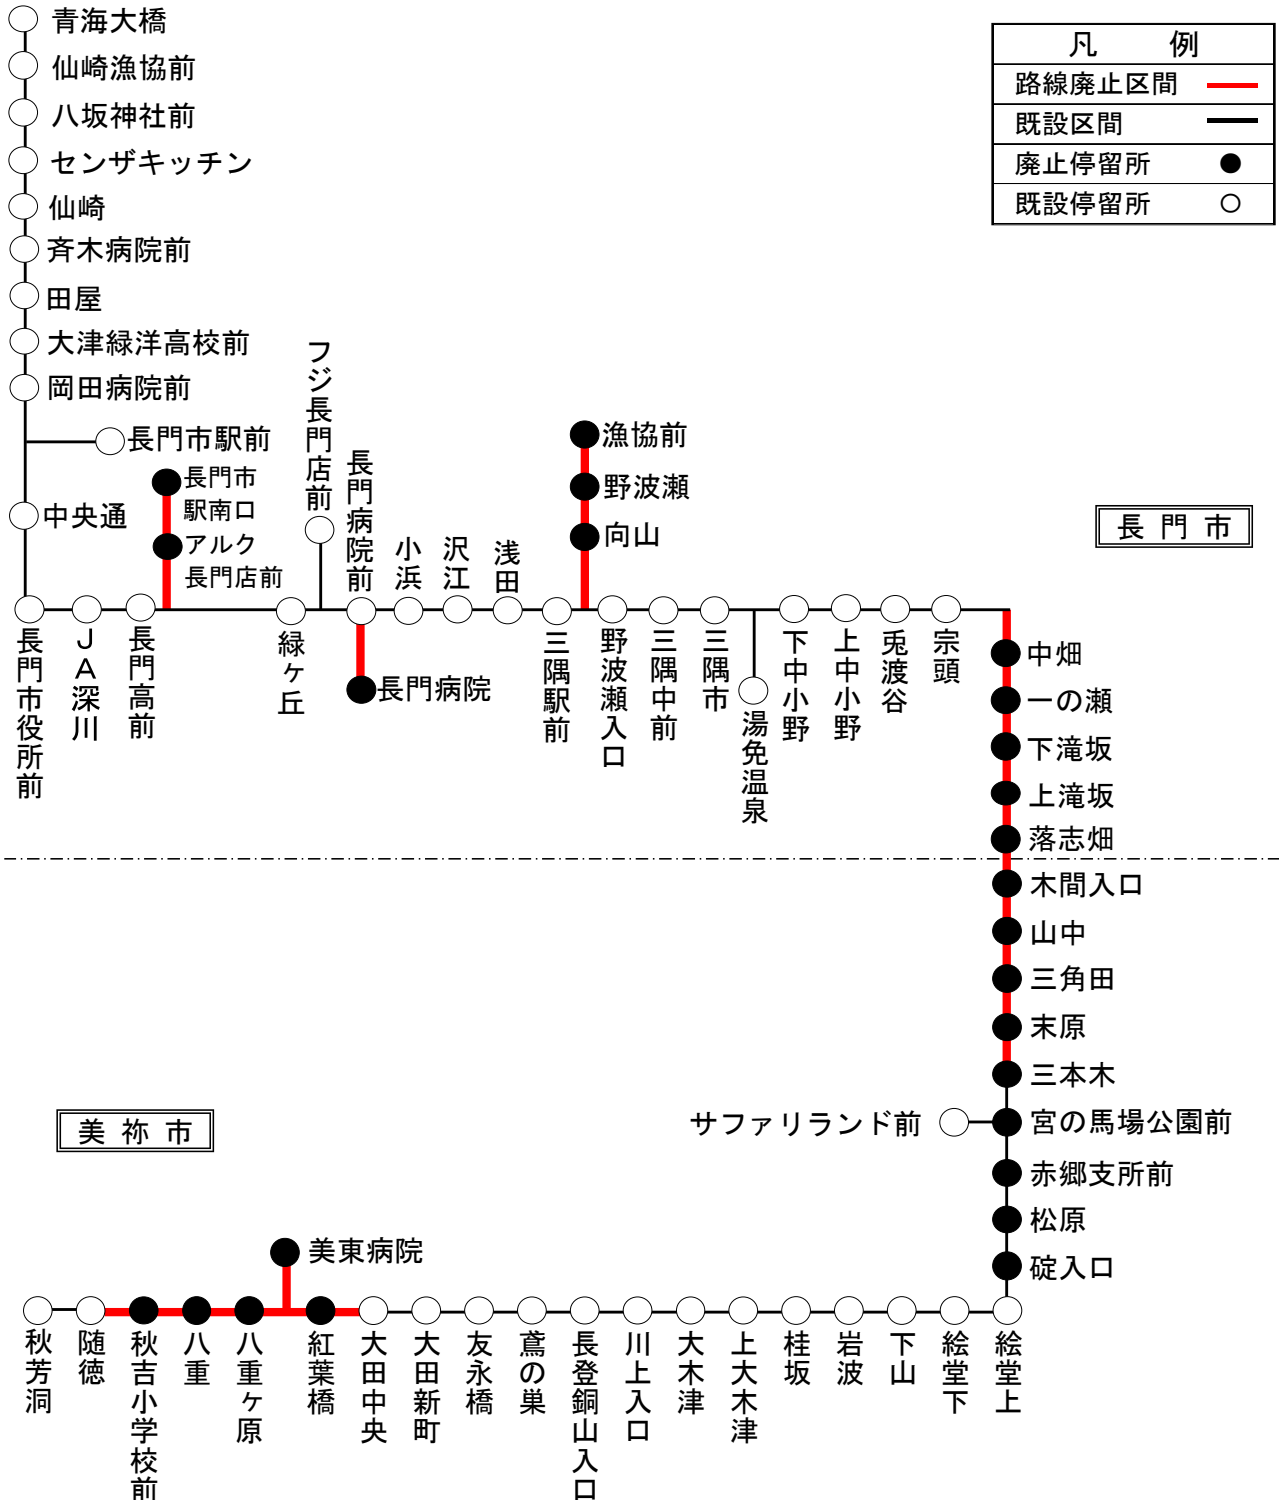 青海大橋
仙崎漁協前
八坂神社前
センザキッチン
仙崎
斉木病院前
田屋
大津緑洋高校前
岡田病院前
長門市駅前
中央通
凡　例
路線廃止区間
既設区間
廃止停留所
既設停留所
長門市
駅南口
アルク
長門店前
フジ長門店前
長門病院前
小浜
沢江
浅田
漁協前
野波瀬
向山
長門市
長門市役所前
ＪＡ深川
長門高前
緑ヶ丘
長門病院
三隅駅前
野波瀬入口
三隅中前
三隅市
湯免温泉
下中小野
上中小野
兎渡谷
宗頭
中畑
一の瀬
下滝坂
上滝坂
落志畑
木間入口
山中
三角田
末原
三本木
サファリランド前
宮の馬場公園前
赤郷支所前
松原
碇入口
美祢市
美東病院
秋芳洞
随徳
秋吉小学校前
八重
八重ヶ原
紅葉橋
大田中央
大田新町
友永橋
鳶の巣
長登銅山入口
川上入口
大木津
上大木津
桂坂
岩波
下山
絵堂下
絵堂上